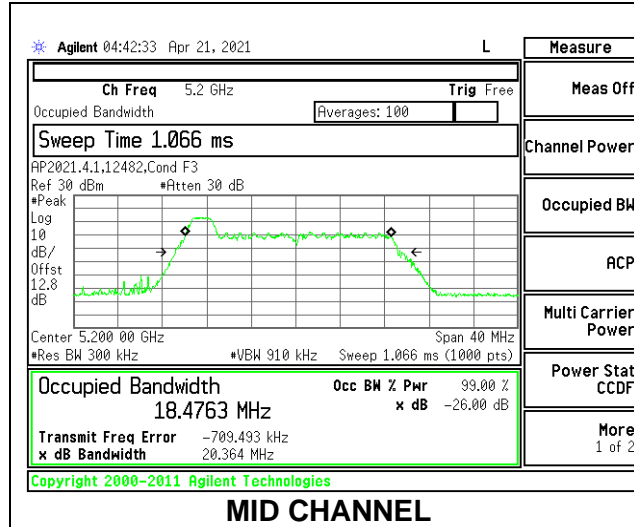 Agilent 04:42:33 Apr 21, 2021 L
Measure
Ch Freq 5.2 GHz Trig Free
Occupied Bandwidth Averages: 100
Sweep Time 1.066 ms
AP2021.4.1,12482,Cond F3
Ref 30 dBm #Atten 30 dB
#Peak
Log
10
dB/
Offst
12.8
dB
Center 5.200 00 GHz Span 40 MHz
#Res BW 300 kHz #VBW 910 kHz Sweep 1.066 ms (1000 pts)
Occupied Bandwidth Occ BW % Pwr 99.00 %
18.4763 MHz x dB -26.00 dB
Transmit Freq Error -709.493 kHz
x dB Bandwidth 20.364 MHz
Copyright 2000-2011 Agilent Technologies
Meas Off
Channel Power
Occupied BW
ACP
Multi Carrier
Power
Power Stat
CCDF
More
1 of 2
MID CHANNEL